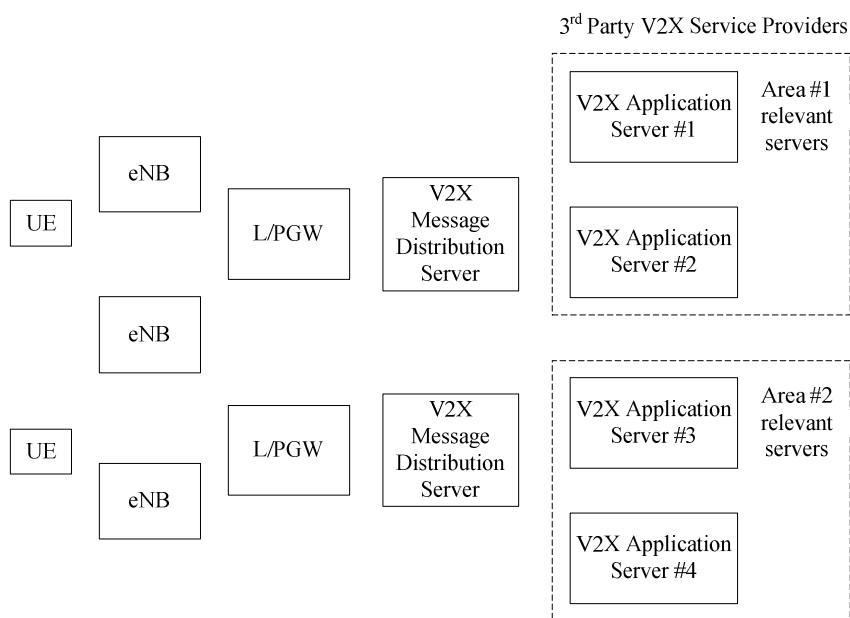 3rd Party V2X Service Providers
V2X Application
Server #1
Area #1
relevant
servers
eNB
UE
L/PGW
V2X
Message
Distribution
Server
V2X Application
Server #2
eNB
V2X Application
Server #3
Area #2
relevant
servers
UE
L/PGW
V2X
Message
Distribution
Server
eNB
V2X Application
Server #4